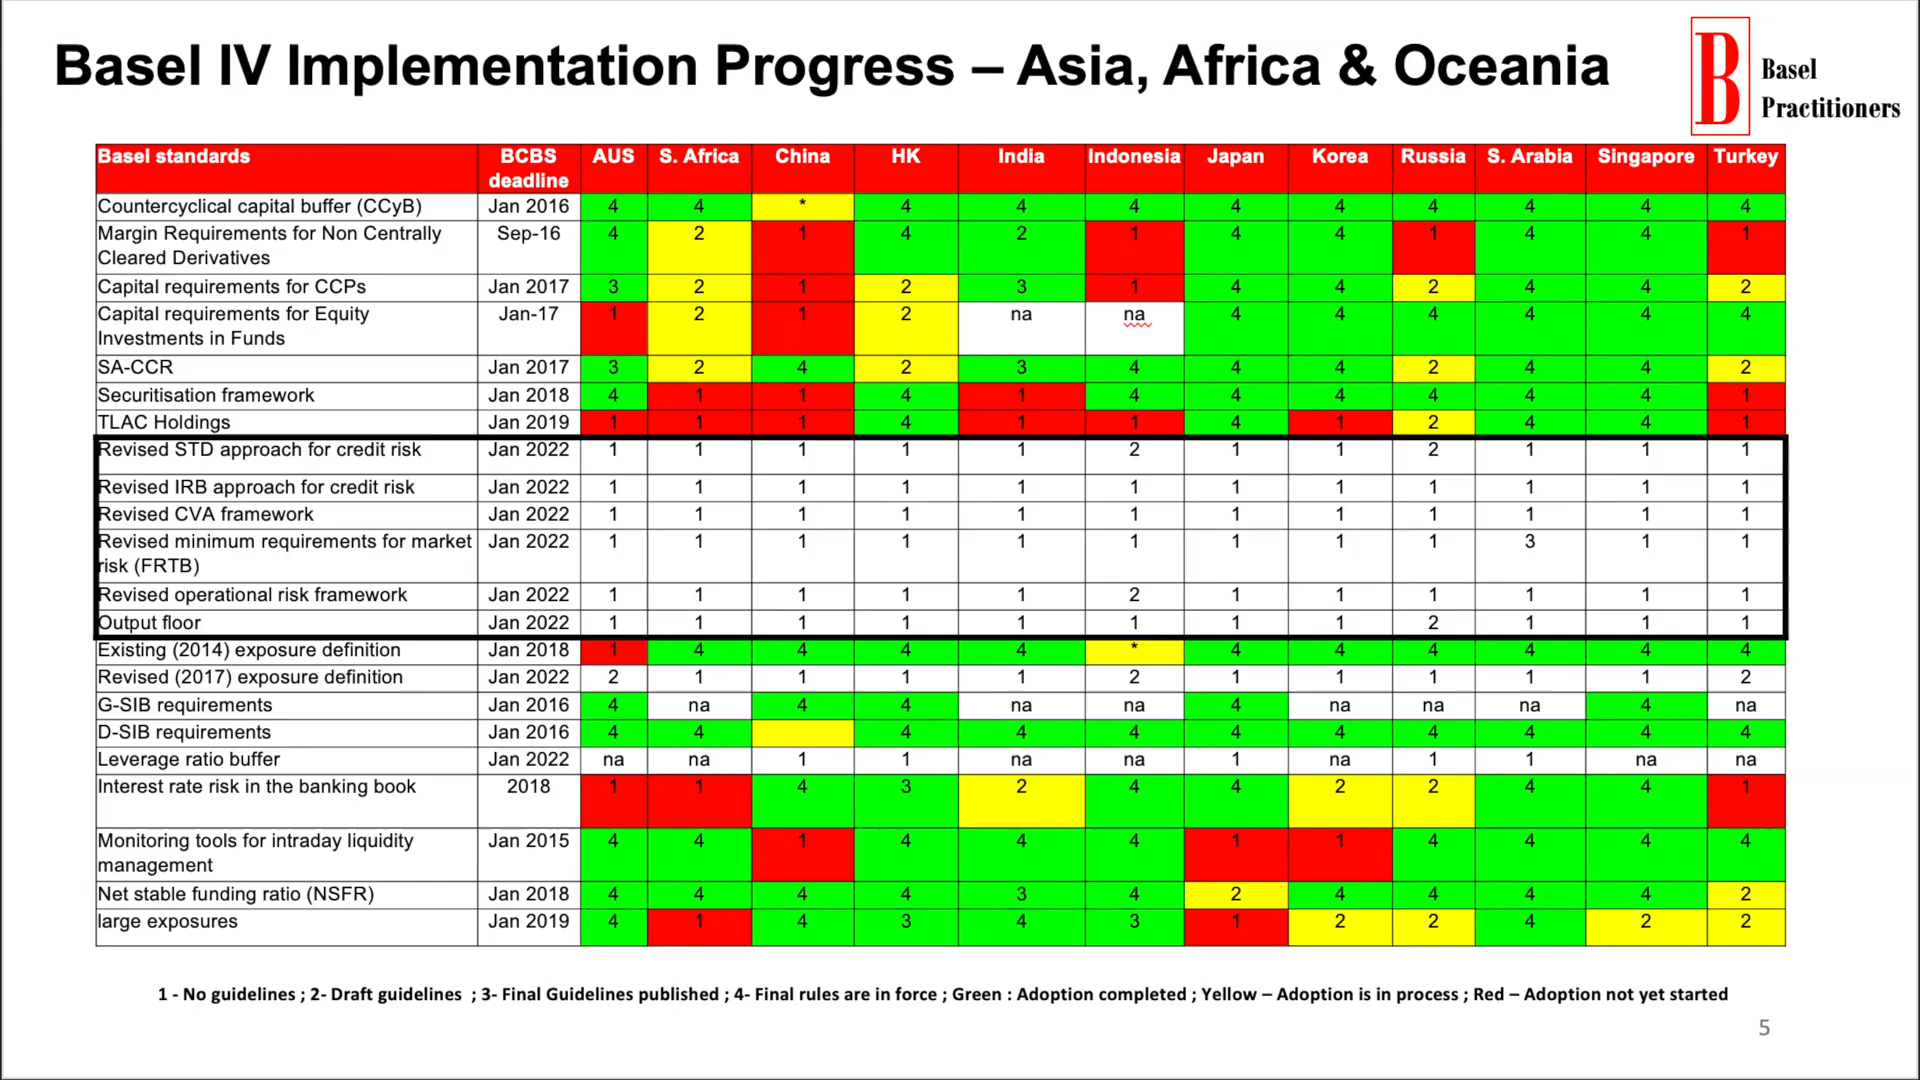 Basel IV Implementation Progress – Asia, Africa & Oceania
B Basel
Practitioners
Basel standards BCBS deadline AUS S. Africa China HK India Indonesia Japan Korea Russia S. Arabia Singapore Turkey
Countercyclical capital buffer (CCyB) Jan 2016 4 4 * 4 4 4 4 4 4 4 4 4
Margin Requirements for Non Centrally Cleared Derivatives Sep-16 4 2 1 4 2 1 4 4 1 4 4 1
Capital requirements for CCPs Jan 2017 3 2 1 2 3 1 4 4 2 4 4 2
Capital requirements for Equity Investments in Funds Jan-17 1 2 1 2 na na 4 4 4 4 4 4
SA-CCR Jan 2017 3 2 4 2 3 4 4 4 2 4 4 2
Securitisation framework Jan 2018 4 1 1 4 1 4 4 4 4 4 4 1
TLAC Holdings Jan 2019 1 1 1 4 1 1 4 1 2 4 4 1
Revised STD approach for credit risk Jan 2022 1 1 1 1 1 2 1 1 2 1 1 1
Revised IRB approach for credit risk Jan 2022 1 1 1 1 1 1 1 1 1 1 1 1
Revised CVA framework Jan 2022 1 1 1 1 1 1 1 1 1 1 1 1
Revised minimum requirements for market risk (FRTB) Jan 2022 1 1 1 1 1 1 1 1 1 3 1 1
Revised operational risk framework Jan 2022 1 1 1 1 1 2 1 1 1 1 1 1
Output floor Jan 2022 1 1 1 1 1 1 1 1 2 1 1 1
Existing (2014) exposure definition Jan 2018 1 4 4 4 4 * 4 4 4 4 4 4
Revised (2017) exposure definition Jan 2022 2 1 1 1 1 2 1 1 1 1 1 2
G-SIB requirements Jan 2016 4 na 4 4 na na 4 na na na 4 na
D-SIB requirements Jan 2016 4 4 4 4 4 4 4 4 4 4 4
Leverage ratio buffer Jan 2022 na na 1 1 na na 1 na 1 1 na na
Interest rate risk in the banking book 2018 1 1 4 3 2 4 4 2 2 4 4 1
Monitoring tools for intraday liquidity management Jan 2015 4 4 1 4 4 4 1 1 4 4 4 4
Net stable funding ratio (NSFR) Jan 2018 4 4 4 4 3 4 2 4 4 4 4 2
large exposures Jan 2019 4 1 4 3 4 3 1 2 2 4 2 2
1 - No guidelines ; 2- Draft guidelines ; 3- Final Guidelines published ; 4- Final rules are in force ; Green : Adoption completed ; Yellow – Adoption is in process ; Red – Adoption not yet started
5